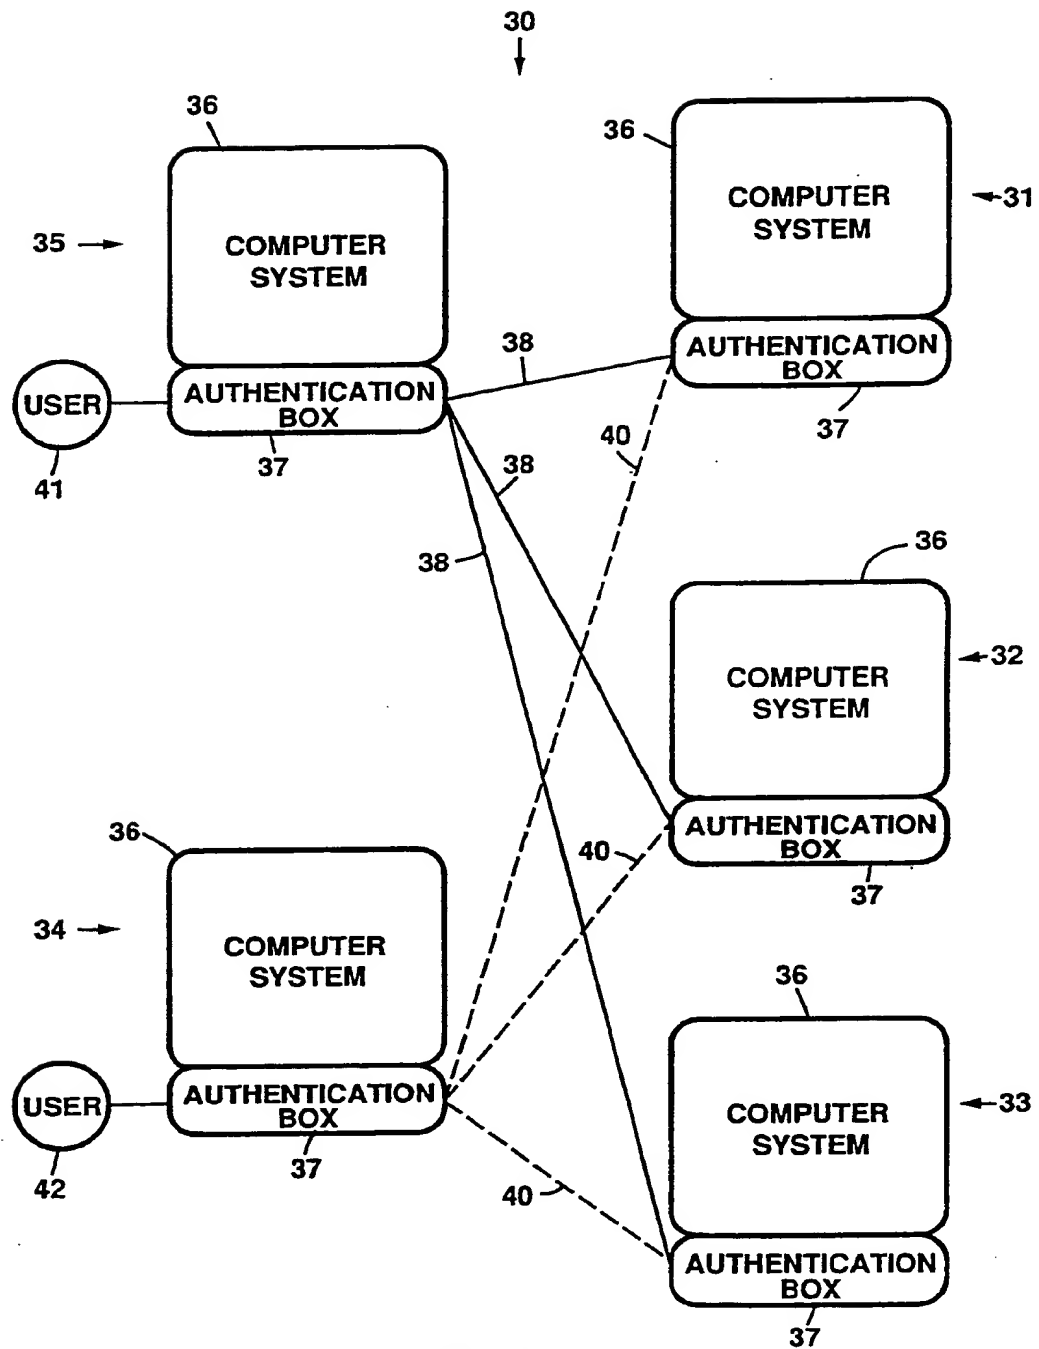 30
36
36
COMPUTER
SYSTEM
31
35
COMPUTER
SYSTEM
38
AUTHENTICATION
BOX
USER
AUTHENTICATION
BOX
37
40
37
38
41
38
36
COMPUTER
SYSTEM
32
36
AUTHENTICATION
BOX
40
37
34
COMPUTER
SYSTEM
36
USER
AUTHENTICATION
BOX
COMPUTER
SYSTEM
33
37
42
40
AUTHENTICATION
BOX
37